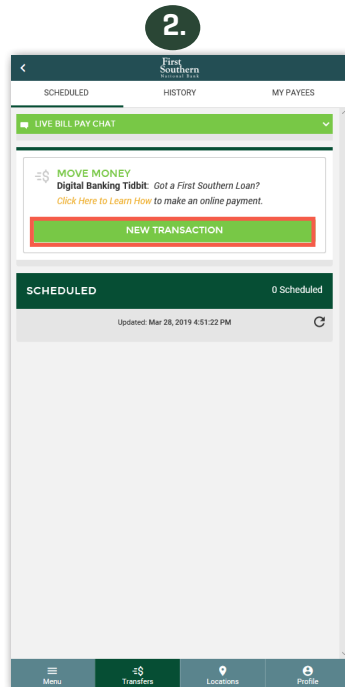 2.
First
Southern
National Bank
SCHEDULED HISTORY MY PAYEES
LIVE BILL PAY CHAT
MOVE MONEY
Digital Banking Tidbit: Got a First Southern Loan?
Click Here to Learn How to make an online payment.
NEW TRANSACTION
SCHEDULED 0 Scheduled
Updated: Mar 28, 2019 4:51:22 PM
Menu Transfers Locations Profile